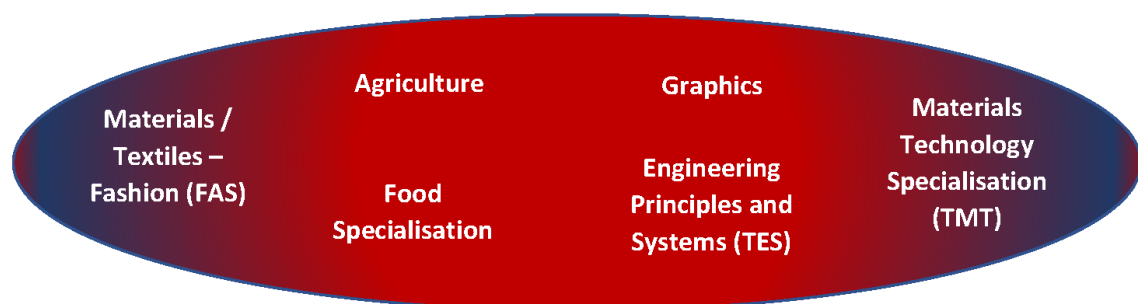 Materials /
Textiles –
Fashion (FAS)
Agriculture
Food
Specialisation
Graphics
Engineering
Principles and
Systems (TES)
Materials
Technology
Specialisation
(TMT)